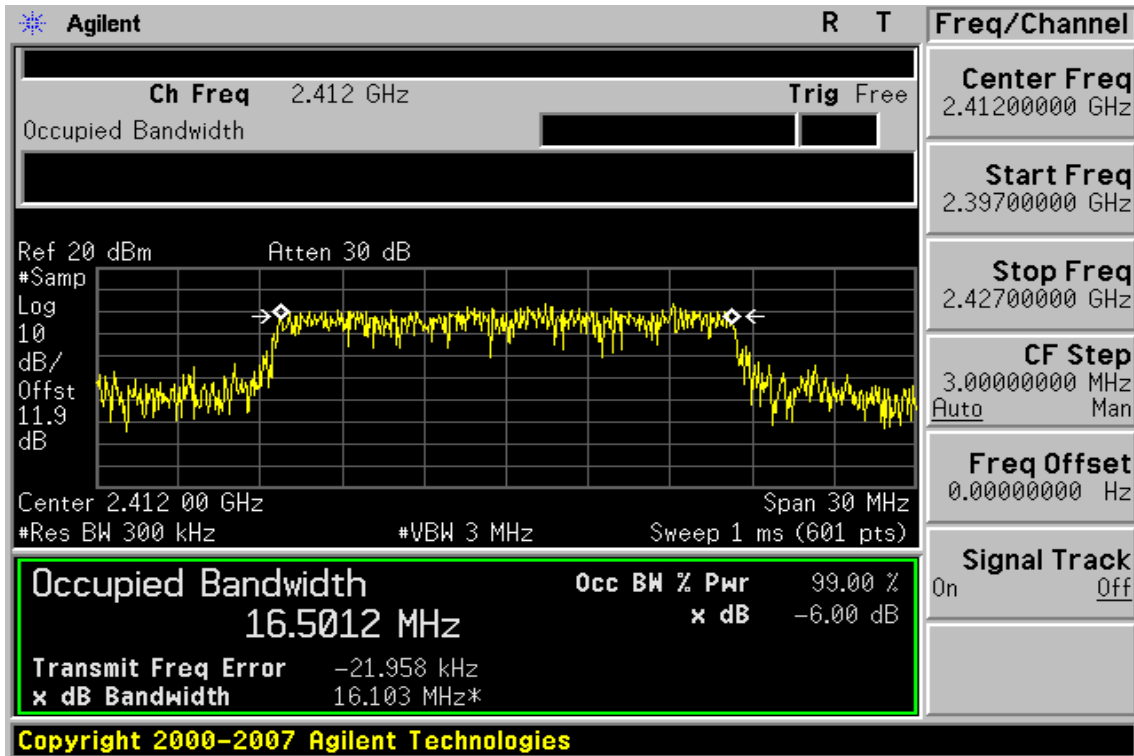 Agilent R T Freq/Channel
Ch Freq 2.412 GHz Trig Free
Occupied Bandwidth
Center Freq
2.41200000 GHz
Start Freq
2.39700000 GHz
Stop Freq
2.42700000 GHz
CF Step
3.00000000 MHz
Auto Man
Freq Offset
0.00000000 Hz
Signal Track
On Off
Ref 20 dBm Atten 30 dB
#Samp
Log
10
dB/
Offst
11.9
dB
Center 2.412 00 GHz Span 30 MHz
#Res BW 300 kHz #VBW 3 MHz Sweep 1 ms (601 pts)
Occupied Bandwidth Occ BW % Pwr 99.00 %
16.5012 MHz x dB -6.00 dB
Transmit Freq Error -21.958 kHz
x dB Bandwidth 16.103 MHz*
Copyright 2000-2007 Agilent Technologies